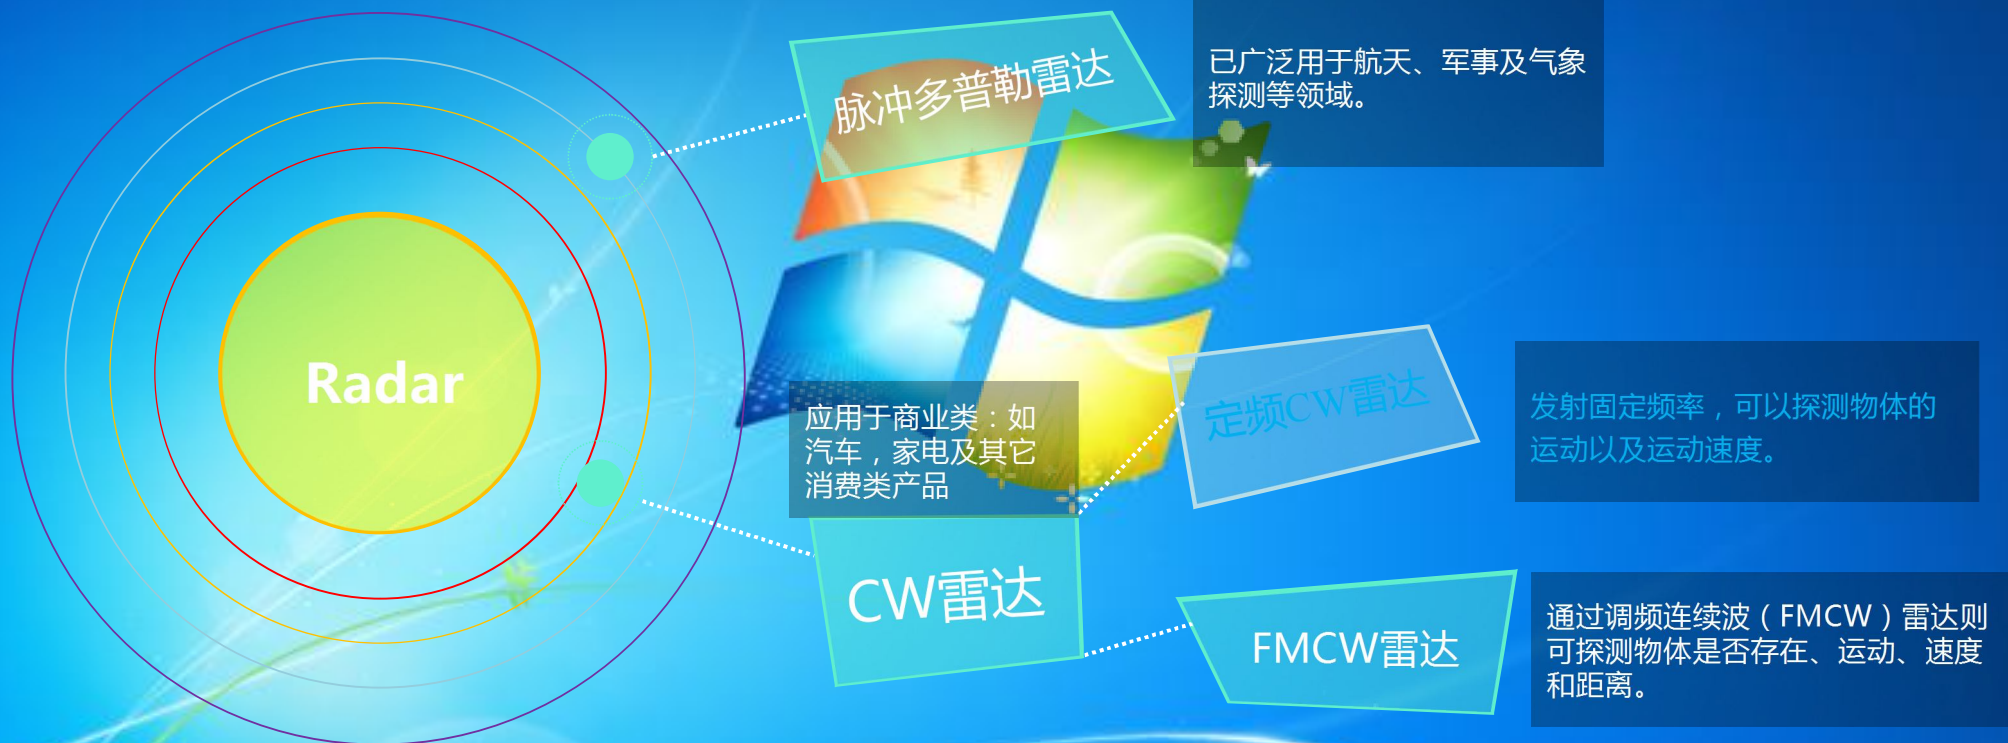 Radar
脉冲多普勒雷达
已广泛用于航天、军事及气象
探测等领域。
应用于商业类：如
汽车，家电及其它
消费类产品
CW雷达
定频CW雷达
发射固定频率，可以探测物体的
运动以及运动速度。
FMCW雷达
通过调频连续波（FMCW）雷达则
可探测物体是否存在、运动、速度
和距离。